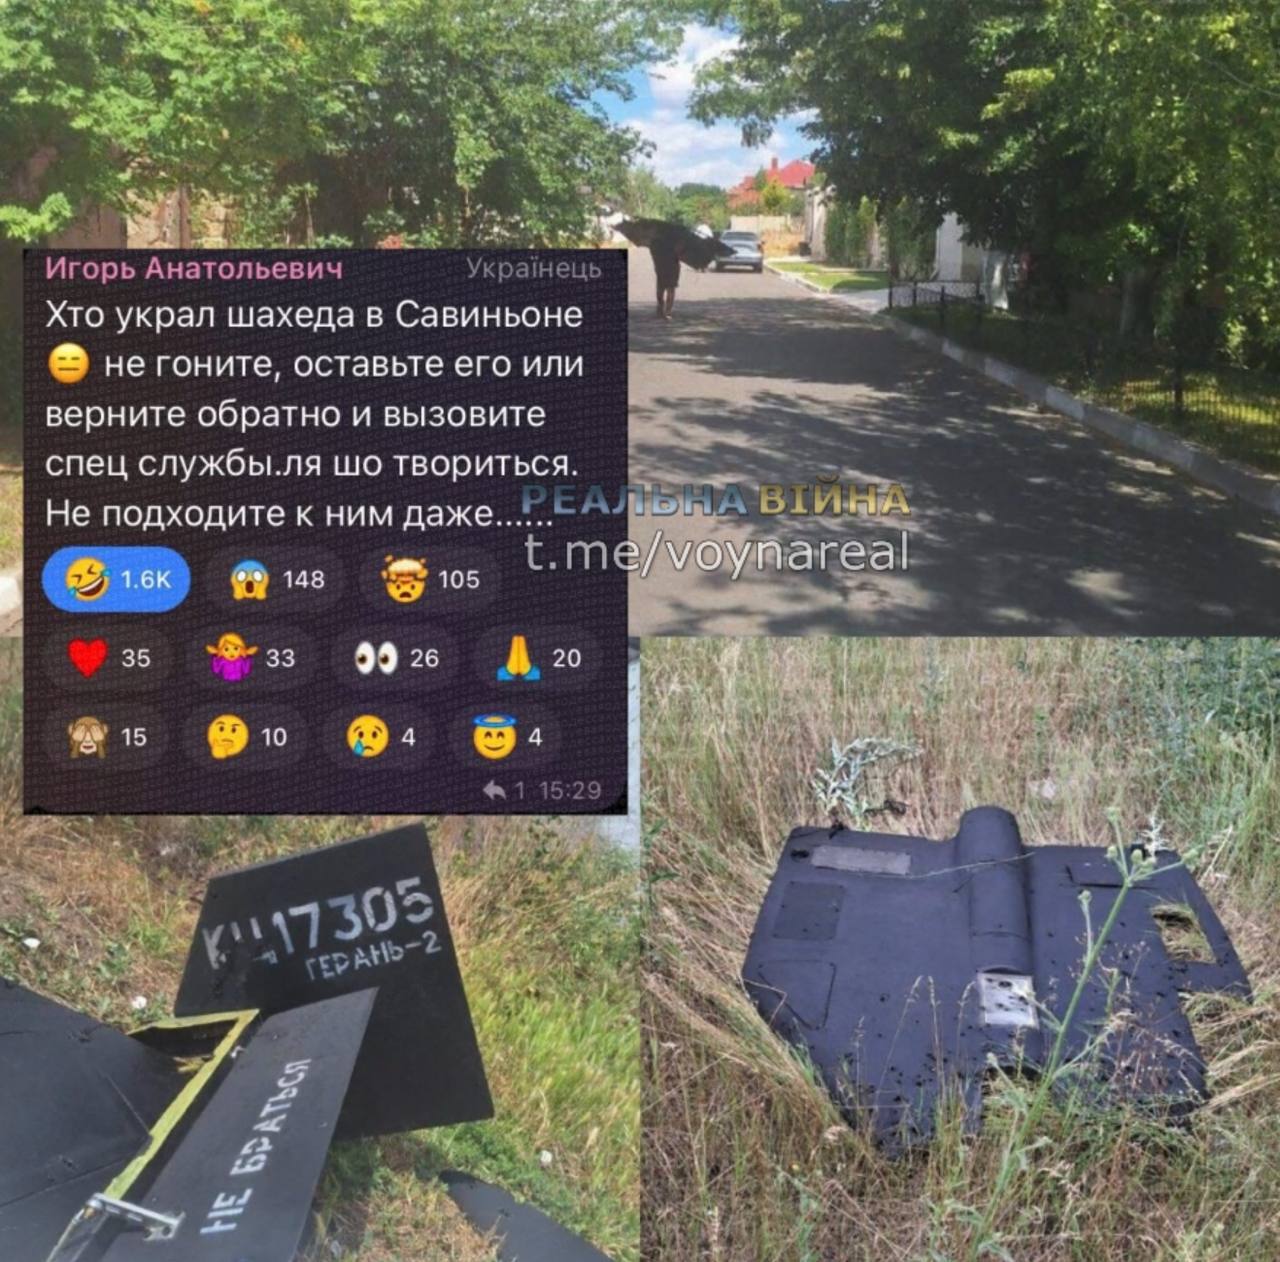 Игорь Анатольевич Українець
Хто украл шахеда в Савиньоне
😑 не гоните, оставьте его или
верните обратно и вызовите
спец службы.ля шо твориться.
Не подходите к ним даже......
🤣 1.6K 😱 148 🤯 105
❤️ 35 🤷‍♀️ 33 👀 26 🙏 20
🙈 15 🤔 10 😢 4 😇 4
1 15:29
РЕАЛЬНА ВІЙНА
t.me/voynareal
КЦ17305
ГЕРАНЬ-2
НЕ БРАТЬСЯ